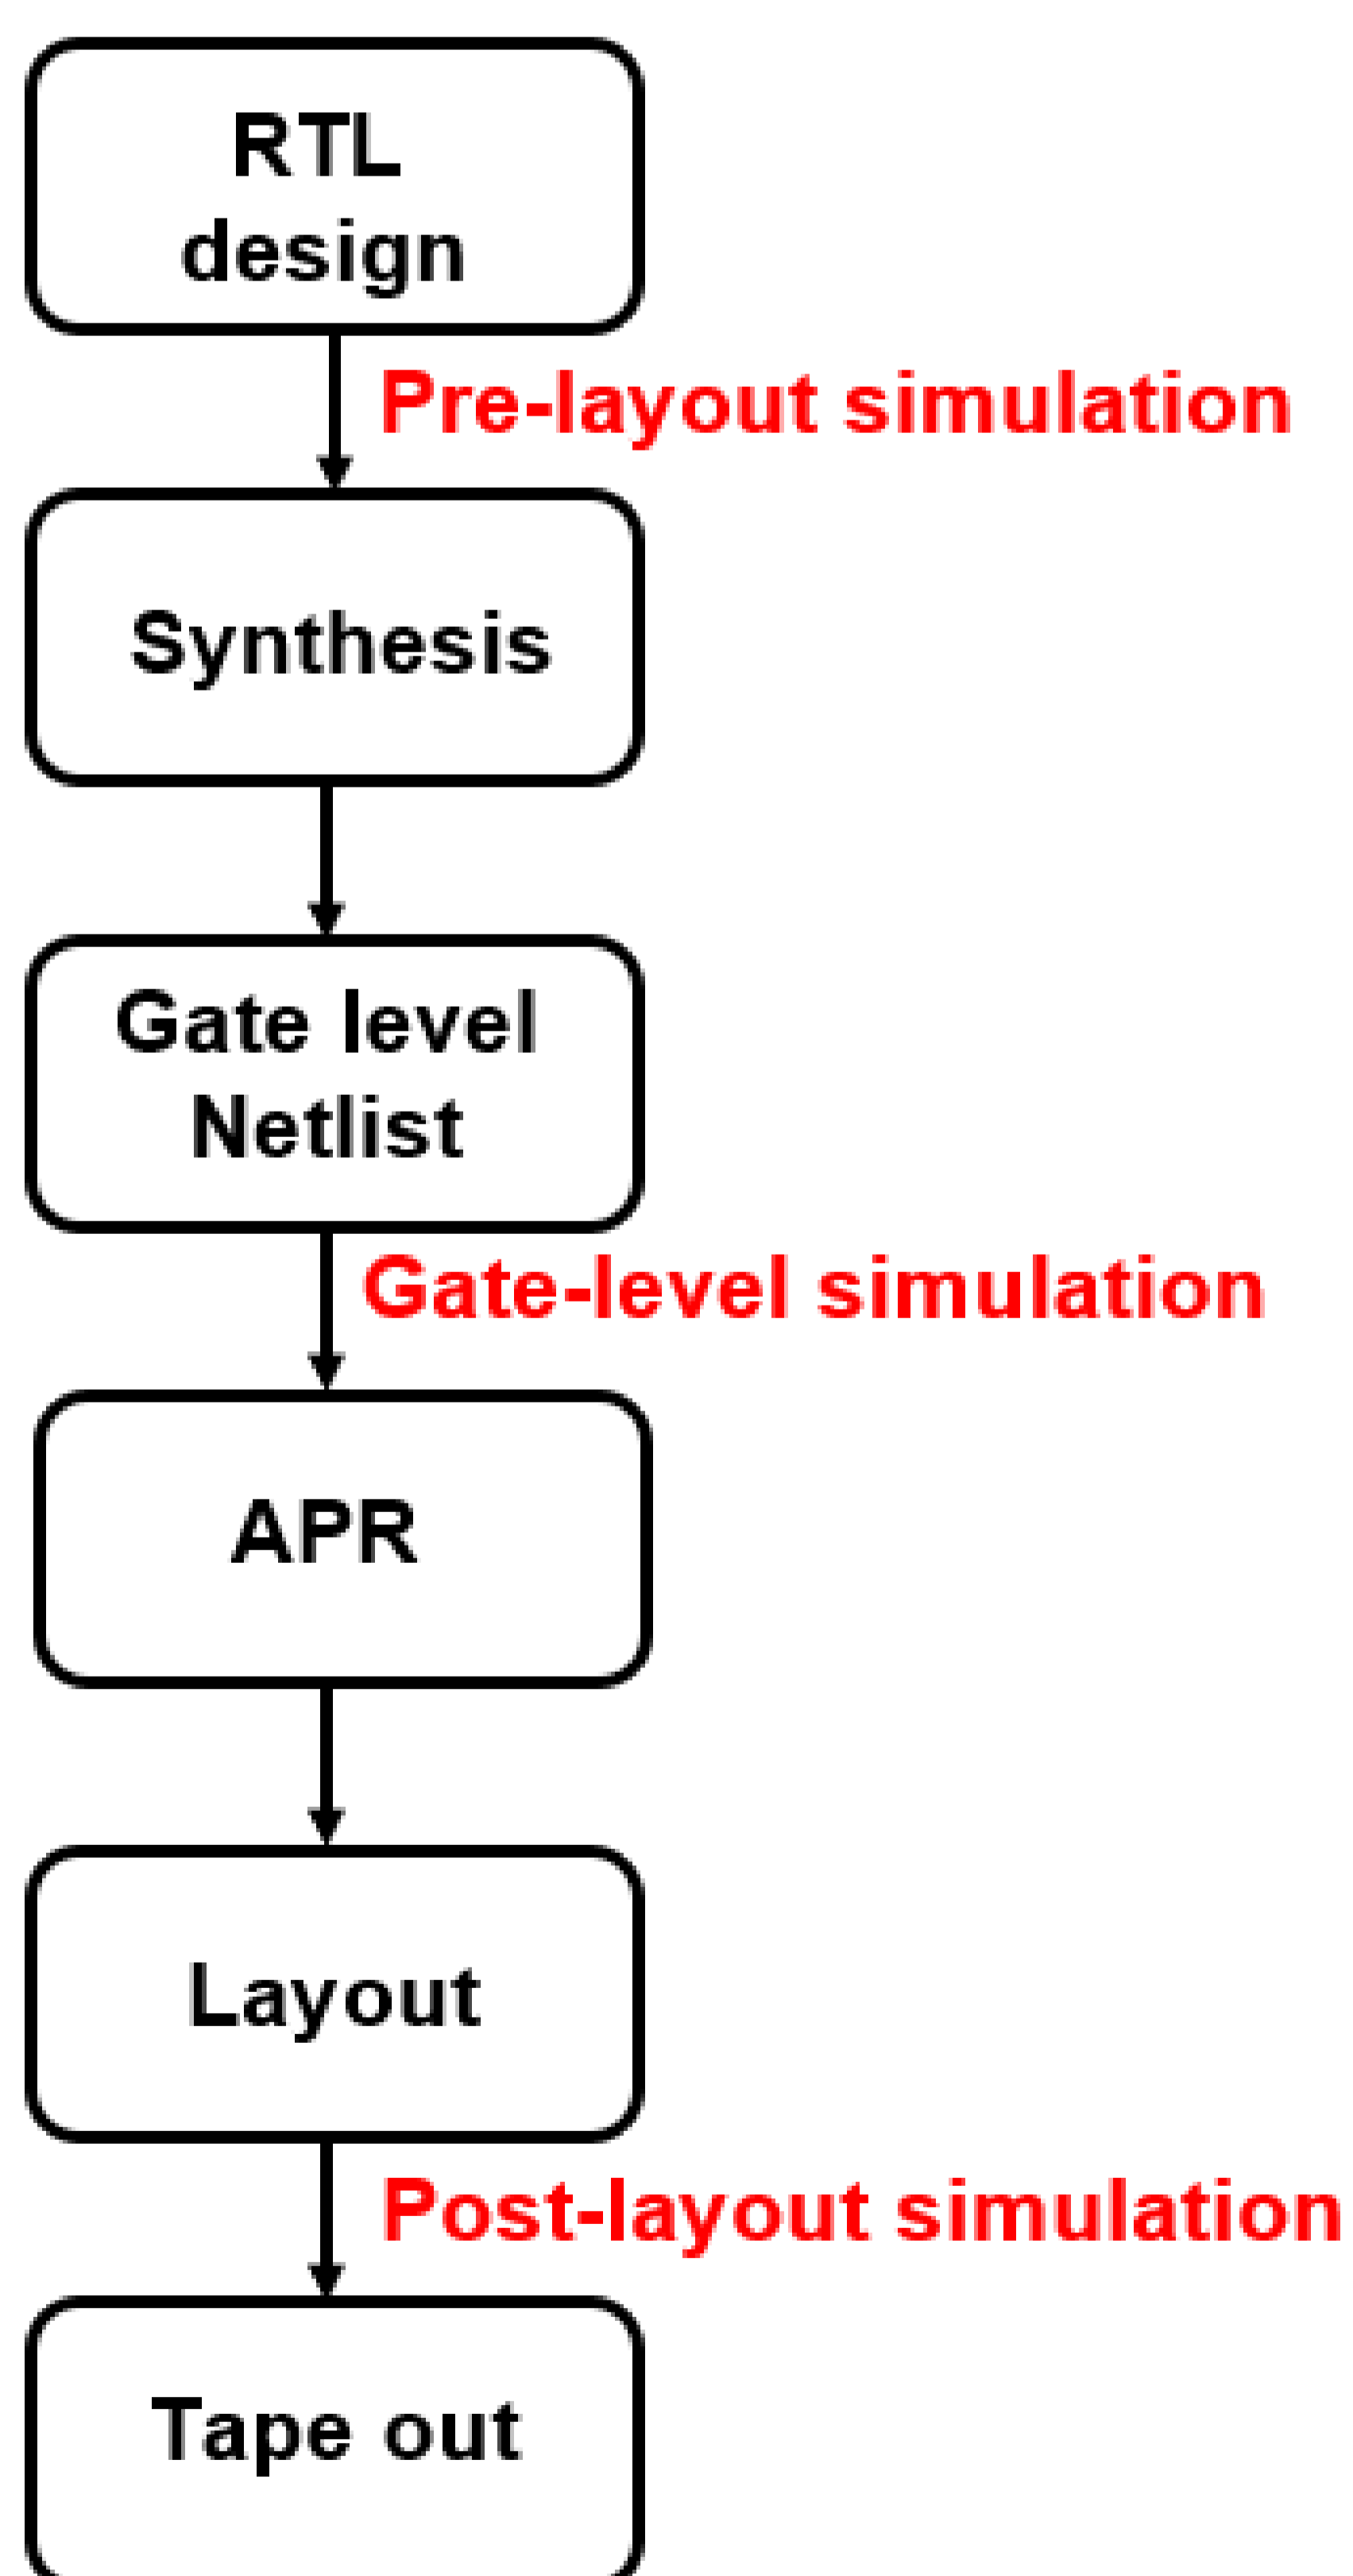 RTL
design
Pre-layout simulation
Synthesis
Gate level
Netlist
Gate-level simulation
APR
Layout
Post-layout simulation
Tape out